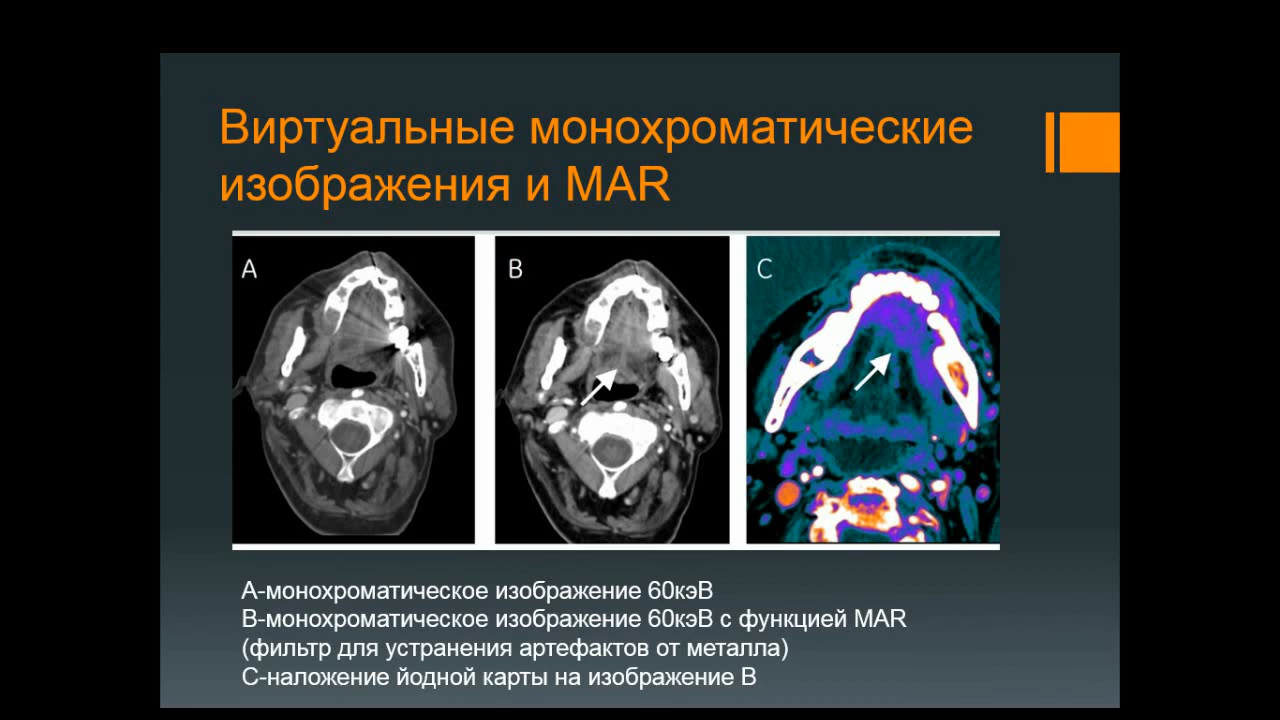 Виртуальные монохроматические
изображения и MAR
A
B
C
А-монохроматическое изображение 60кэВ
В-монохроматическое изображение 60кэВ с функцией MAR
(фильтр для устранения артефактов от металла)
С-наложение йодной карты на изображение В